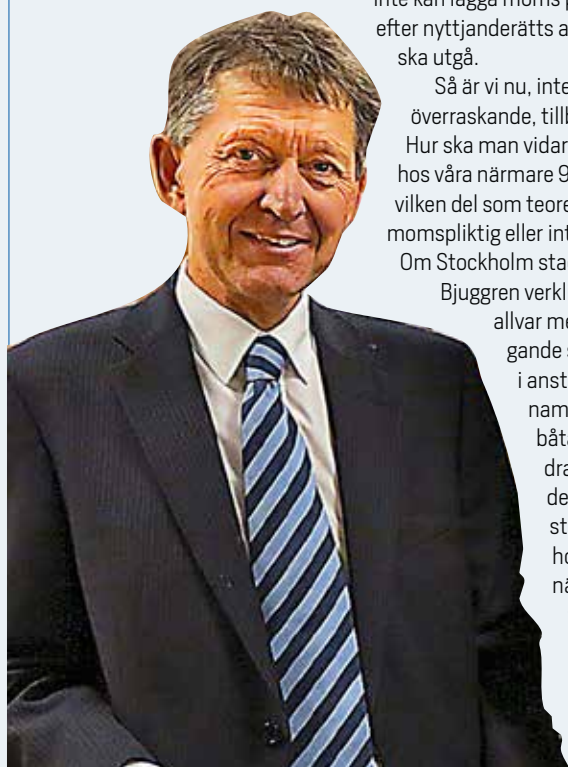 inte kan lägga moms p
efter nyttjanderätts a
ska utgå.
Så är vi nu, inte
överraskande, tillb
Hur ska man vidar
hos våra närmare 9
vilken del som teore
momspliktig eller int
Om Stockholm sta
Bjuggren verkli
allvar me
gande s
i anst
nam
båta
dra
de
st
ho
nä